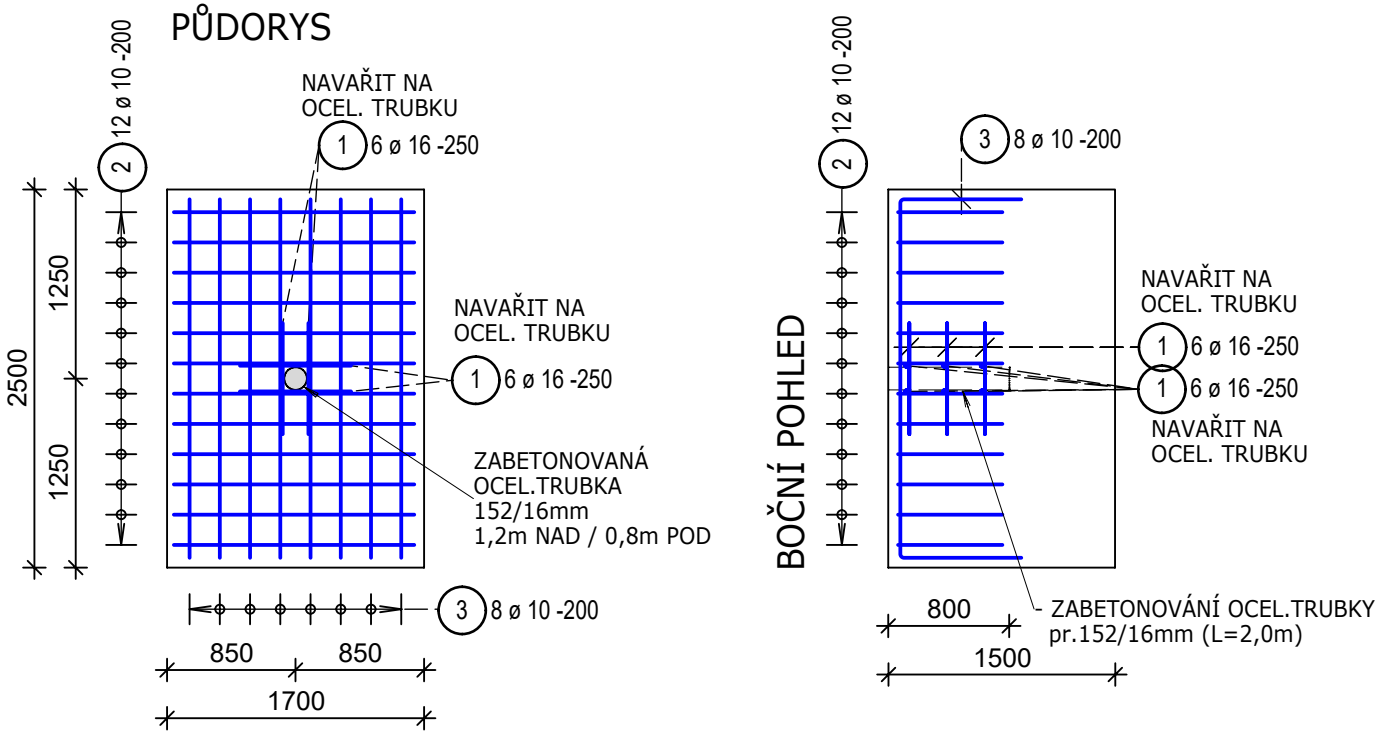 PŮDORYS
2 12 ø 10 -200
NAVAŘIT NA
OCEL. TRUBKU
1 6 ø 16 -250
NAVAŘIT NA
OCEL. TRUBKU
1 6 ø 16 -250
ZABETONOVANÁ
OCEL.TRUBKA
152/16mm
1,2m NAD / 0,8m POD
2500
1250
1250
3 8 ø 10 -200
850
850
1700
BOČNÍ POHLED
2 12 ø 10 -200
3 8 ø 10 -200
NAVAŘIT NA
OCEL. TRUBKU
1 6 ø 16 -250
1 6 ø 16 -250
NAVAŘIT NA
OCEL. TRUBKU
- ZABETONOVÁNÍ OCEL.TRUBKY
pr.152/16mm (L=2,0m)
800
1500